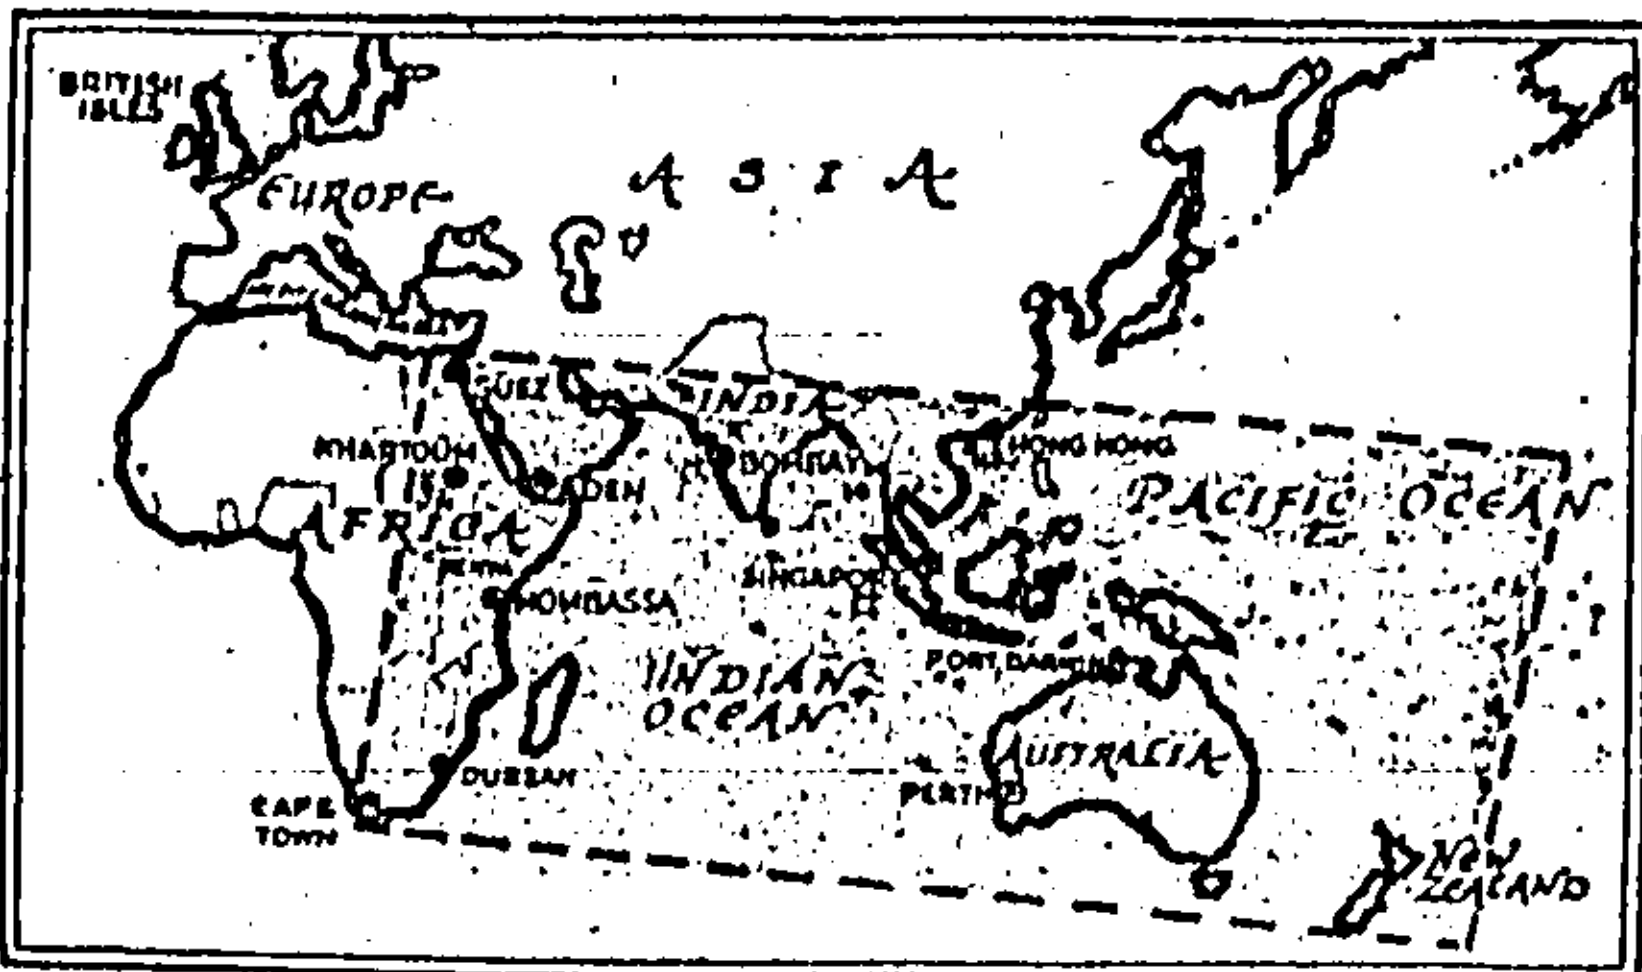 BRITISH
ISLES
EUROPE
A S I A
SUEZ
INDIA
KHARTOUM
HONG KONG
BOMBAY
ADEN
PACIFIC OCEAN
AFRICA
KENYA
SINGAPORE
MOMBASSA
INDIAN
OCEAN
PORT DARWIN
AUSTRALIA
DURBAN
PERTH
CAPE
TOWN
NEW
ZEALAND